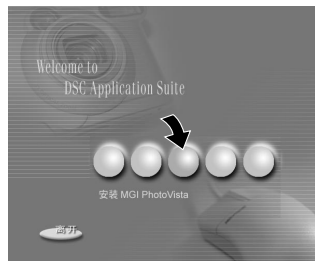 Welcome to
DSC Application Suite
安装 MGI PhotoVista
离开